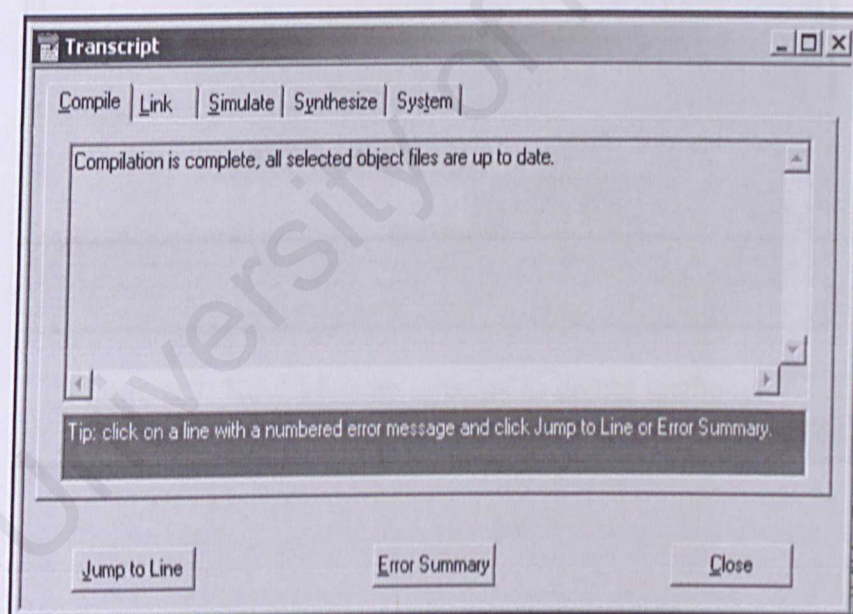 Transcript
Compile Link Simulate Synthesize System
Compilation is complete, all selected object files are up to date.
Tip: click on a line with a numbered error message and click Jump to Line or Error Summary.
Jump to Line Error Summary Close
University of